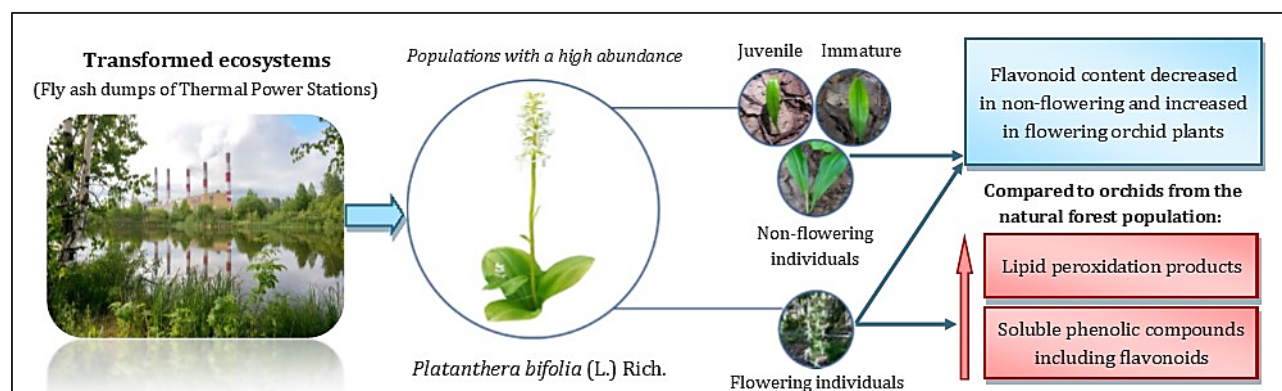 Transformed ecosystems
(Fly ash dumps of Thermal Power Stations)
Populations with a high abundance
Platanthera bifolia (L.) Rich.
Juvenile
Immature
Non-flowering
individuals
Flowering individuals
Flavonoid content decreased
in non-flowering and increased
in flowering orchid plants
Compared to orchids from the
natural forest population:
Lipid peroxidation products
Soluble phenolic compounds
including flavonoids